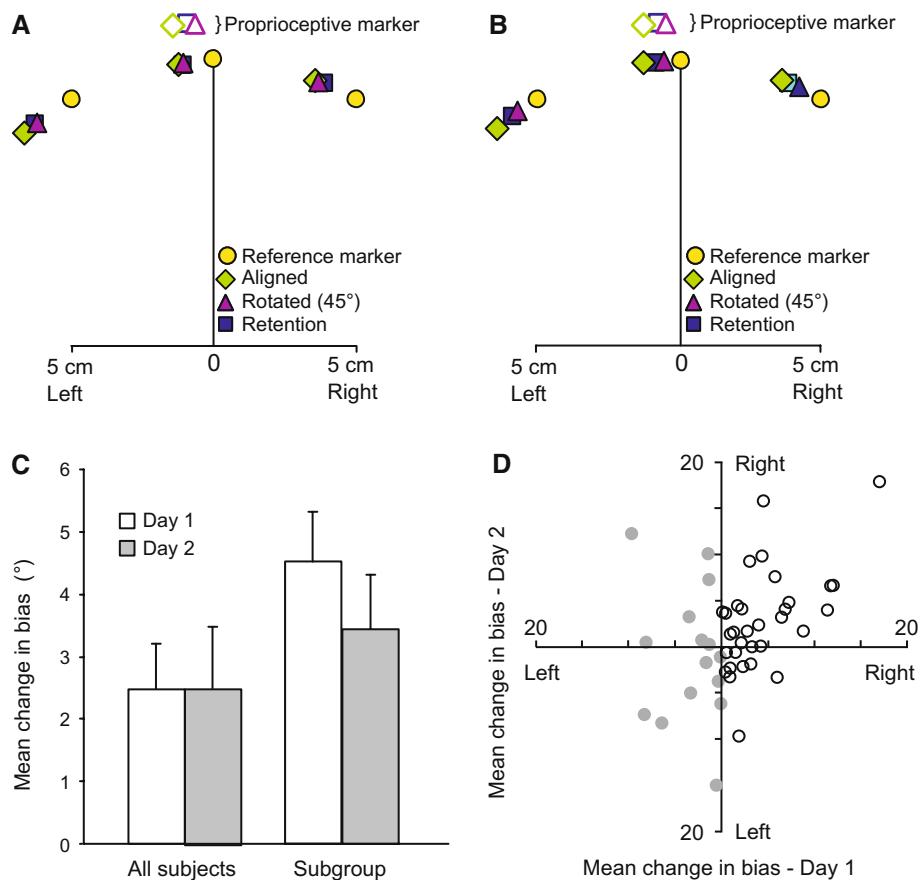 A
} Proprioceptive marker
Reference marker
Aligned
Rotated (45°)
Retention
5 cm
Left
0
5 cm
Right
B
} Proprioceptive marker
Reference marker
Aligned
Rotated (45°)
Retention
5 cm
Left
0
5 cm
Right
C
Mean change in bias (°)
6
5
4
3
2
1
0
Day 1
Day 2
All subjects
Subgroup
D
Mean change in bias - Day 2
20
Right
20
Left
20
Right
20
Left
Mean change in bias - Day 1